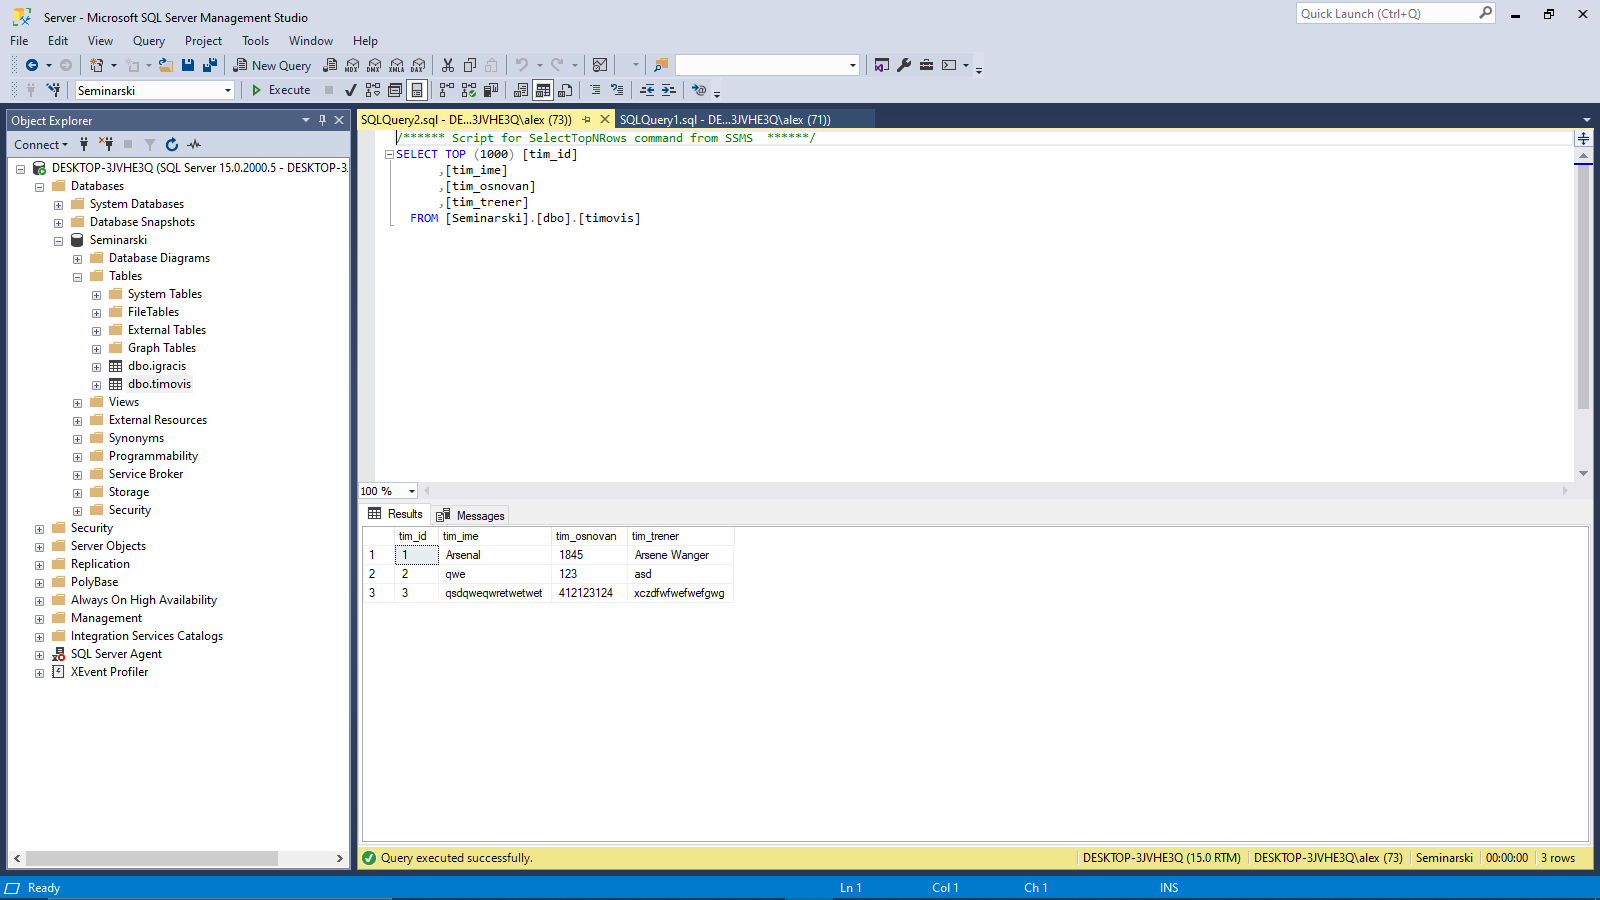 Server - Microsoft SQL Server Management Studio
Quick Launch (Ctrl+Q)
File Edit View Query Project Tools Window Help
New Query MDX DMX XMLA DAX
Seminarski Execute
Object Explorer
Connect
DESKTOP-3JVHE3Q (SQL Server 15.0.2000.5 - DESKTOP-3.
Databases
System Databases
Database Snapshots
Seminarski
Database Diagrams
Tables
System Tables
FileTables
External Tables
Graph Tables
dbo.igracis
dbo.timovis
Views
External Resources
Synonyms
Programmability
Service Broker
Storage
Security
Security
Server Objects
Replication
PolyBase
Always On High Availability
Management
Integration Services Catalogs
SQL Server Agent
XEvent Profiler
SQLQuery2.sql - DE...3JVHE3Q\alex (73)) SQLQuery1.sql - DE...3JVHE3Q\alex (71))
/****** Script for SelectTopNRows command from SSMS ******/
SELECT TOP (1000) [tim_id]
,[tim_ime]
,[tim_osnovan]
,[tim_trener]
FROM [Seminarski].[dbo].[timovis]
100 %
Results Messages
tim_id tim_ime tim_osnovan tim_trener
1 1 Arsenal 1845 Arsene Wanger
2 2 qwe 123 asd
3 3 qsdqweqwretwetwet 412123124 xczdfwfwefwefgwg
Query executed successfully. DESKTOP-3JVHE3Q (15.0 RTM) DESKTOP-3JVHE3Q\alex (73) Seminarski 00:00:00 3 rows
Ready Ln 1 Col 1 Ch 1 INS